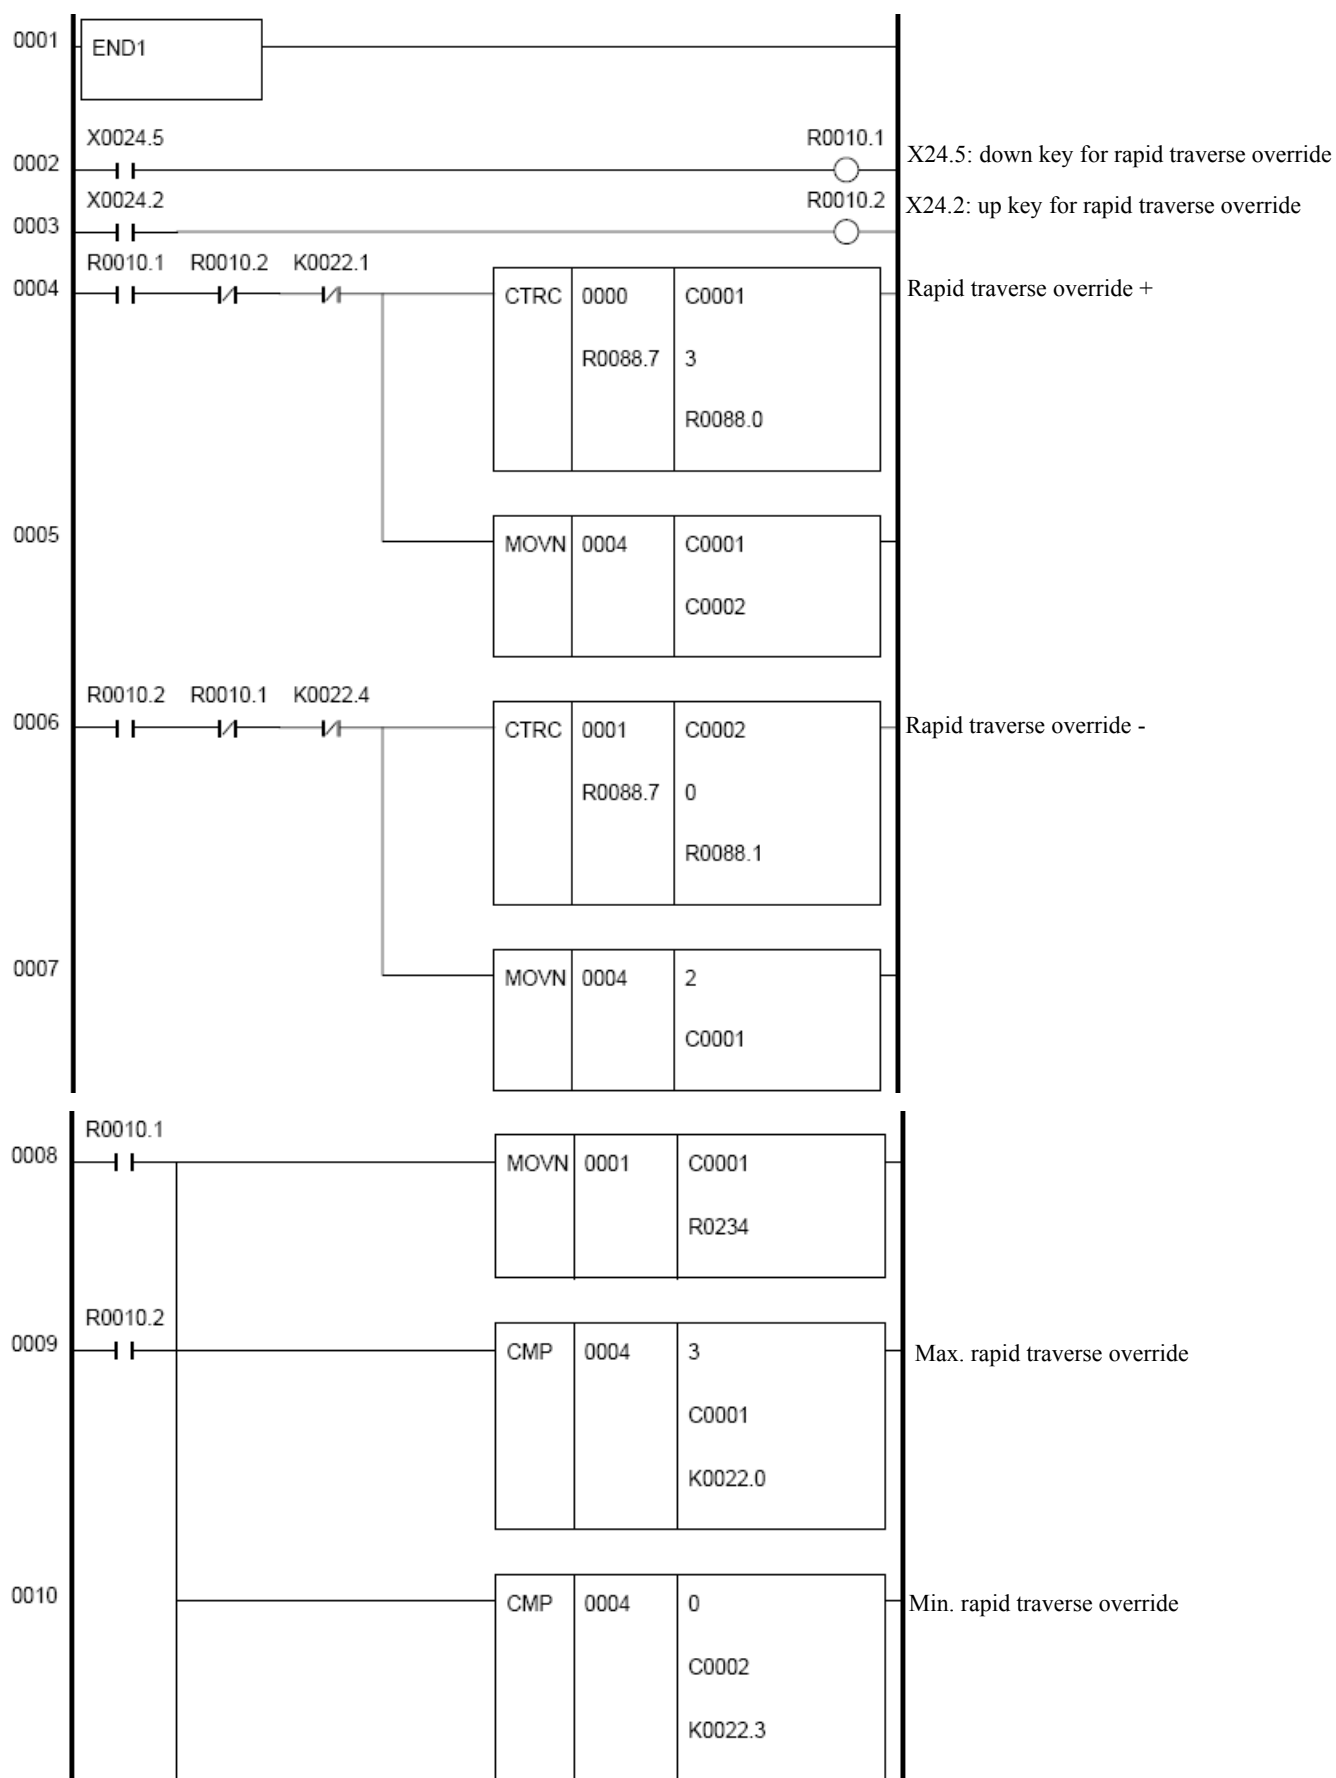 0001
END1
X0024.5 R0010.1
0002
X24.5: down key for rapid traverse override
X0024.2 R0010.2
0003
X24.2: up key for rapid traverse override
R0010.1 R0010.2 K0022.1
0004
CTRC 0000 C0001
Rapid traverse override +
R0088.7 3
R0088.0
0005
MOVN 0004 C0001
C0002
R0010.2 R0010.1 K0022.4
0006
CTRC 0001 C0002
Rapid traverse override -
R0088.7 0
R0088.1
0007
MOVN 0004 2
C0001
R0010.1
0008
MOVN 0001 C0001
R0234
R0010.2
0009
CMP 0004 3
Max. rapid traverse override
C0001
K0022.0
0010
CMP 0004 0
Min. rapid traverse override
C0002
K0022.3